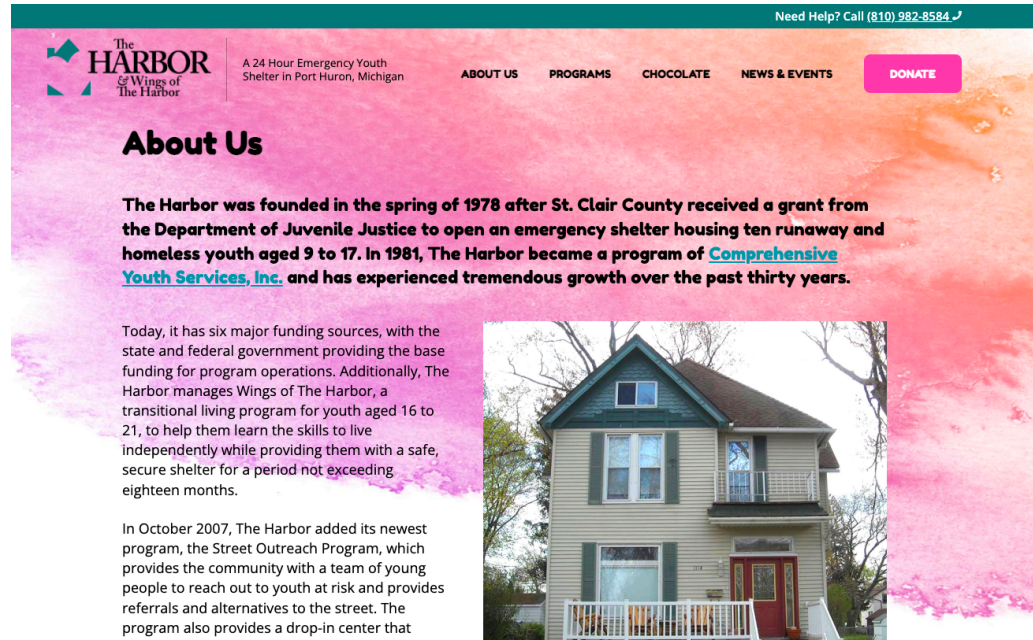 Need Help? Call (810) 982-8584
The
HARBOR
& Wings of
The Harbor
A 24 Hour Emergency Youth
Shelter in Port Huron, Michigan
ABOUT US
PROGRAMS
CHOCOLATE
NEWS & EVENTS
DONATE
About Us
The Harbor was founded in the spring of 1978 after St. Clair County received a grant from
the Department of Juvenile Justice to open an emergency shelter housing ten runaway and
homeless youth aged 9 to 17. In 1981, The Harbor became a program of Comprehensive
Youth Services, Inc. and has experienced tremendous growth over the past thirty years.
Today, it has six major funding sources, with the
state and federal government providing the base
funding for program operations. Additionally, The
Harbor manages Wings of The Harbor, a
transitional living program for youth aged 16 to
21, to help them learn the skills to live
independently while providing them with a safe,
secure shelter for a period not exceeding
eighteen months.
In October 2007, The Harbor added its newest
program, the Street Outreach Program, which
provides the community with a team of young
people to reach out to youth at risk and provides
referrals and alternatives to the street. The
program also provides a drop-in center that